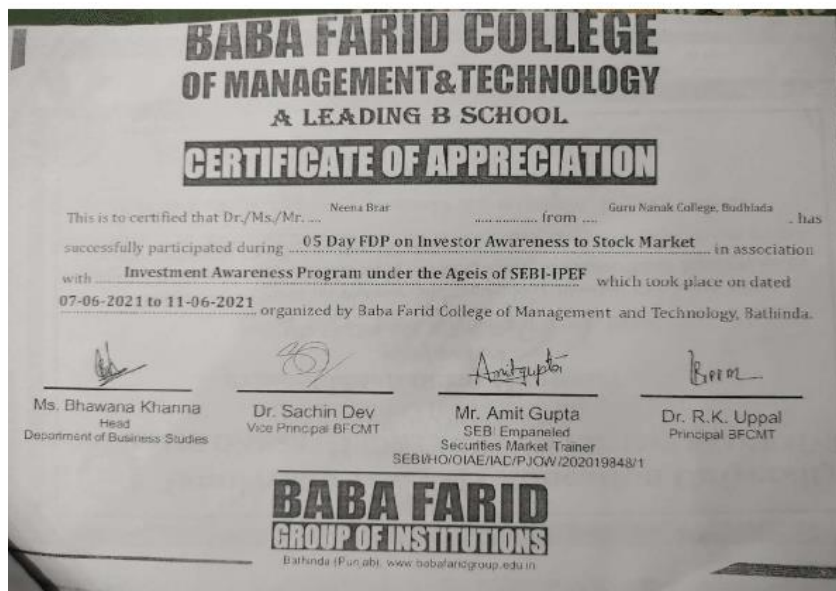 BABA FARID COLLEGE
OF MANAGEMENT & TECHNOLOGY
A LEADING B SCHOOL
CERTIFICATE OF APPRECIATION
This is to certified that Dr./Ms./Mr. .... Neena Brar ................ from .... Guru Nanak College, Budhlada . has
successfully participated during ...05 Day FDP on Investor Awareness to Stock Market... in association
with ....Investment Awareness Program under the Ageis of SEBI-IPEF which took place on dated
07-06-2021 to 11-06-2021 organized by Baba Farid College of Management and Technology, Bathinda.
Amitgupta
Ms. Bhawana Khanna
Head
Department of Business Studies
Dr. Sachin Dev
Vice Principal BFCMT
Mr. Amit Gupta
SEBI Empaneled
Securities Market Trainer
SEBI/HO/OIAE/IAD/PJOW/202019848/1
Dr. R.K. Uppal
Principal BFCMT
BABA FARID
GROUP OF INSTITUTIONS
Bathinda (Punjab), www.babafaridgroup.edu.in